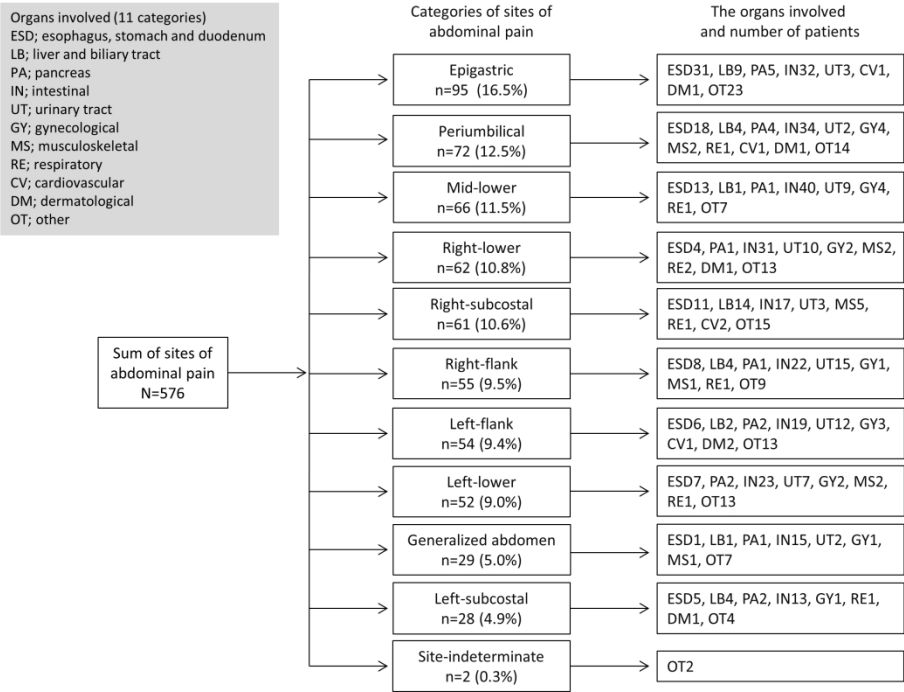 Organs involved (11 categories)
ESD; esophagus, stomach and duodenum
LB; liver and biliary tract
PA; pancreas
IN; intestinal
UT; urinary tract
GY; gynecological
MS; musculoskeletal
RE; respiratory
CV; cardiovascular
DM; dermatological
OT; other
Sum of sites of
abdominal pain
N=576
Categories of sites of
abdominal pain
The organs involved
and number of patients
Epigastric
n=95 (16.5%)
ESD31, LB9, PA5, IN32, UT3, CV1,
DM1, OT23
Periumbilical
n=72 (12.5%)
ESD18, LB4, PA4, IN34, UT2, GY4,
MS2, RE1, CV1, DM1, OT14
Mid-lower
n=66 (11.5%)
ESD13, LB1, PA1, IN40, UT9, GY4,
RE1, OT7
Right-lower
n=62 (10.8%)
ESD4, PA1, IN31, UT10, GY2, MS2,
RE2, DM1, OT13
Right-subcostal
n=61 (10.6%)
ESD11, LB14, IN17, UT3, MS5,
RE1, CV2, OT15
Right-flank
n=55 (9.5%)
ESD8, LB4, PA1, IN22, UT15, GY1,
MS1, RE1, OT9
Left-flank
n=54 (9.4%)
ESD6, LB2, PA2, IN19, UT12, GY3,
CV1, DM2, OT13
Left-lower
n=52 (9.0%)
ESD7, PA2, IN23, UT7, GY2, MS2,
RE1, OT13
Generalized abdomen
n=29 (5.0%)
ESD1, LB1, PA1, IN15, UT2, GY1,
MS1, OT7
Left-subcostal
n=28 (4.9%)
ESD5, LB4, PA2, IN13, GY1, RE1,
DM1, OT4
Site-indeterminate
n=2 (0.3%)
OT2